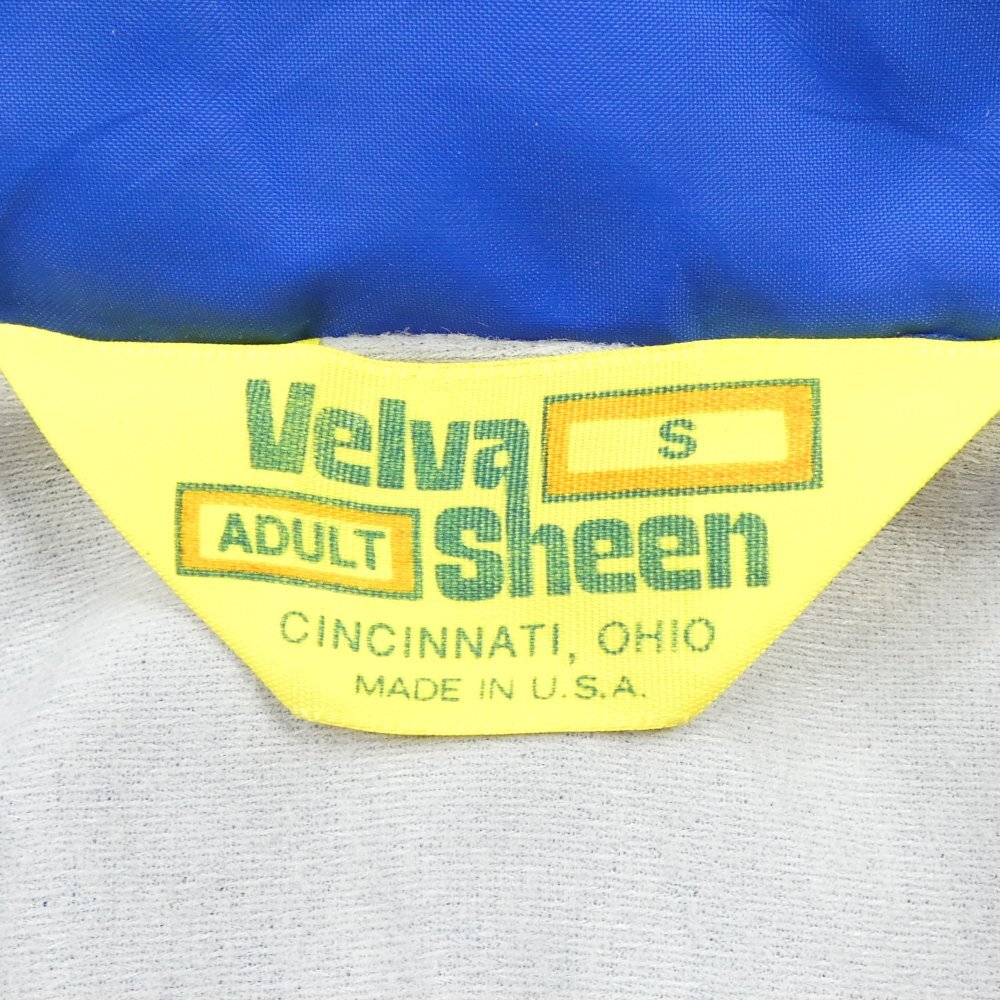 Velva S
ADULT Sheen
CINCINNATI, OHIO
MADE IN U.S.A.